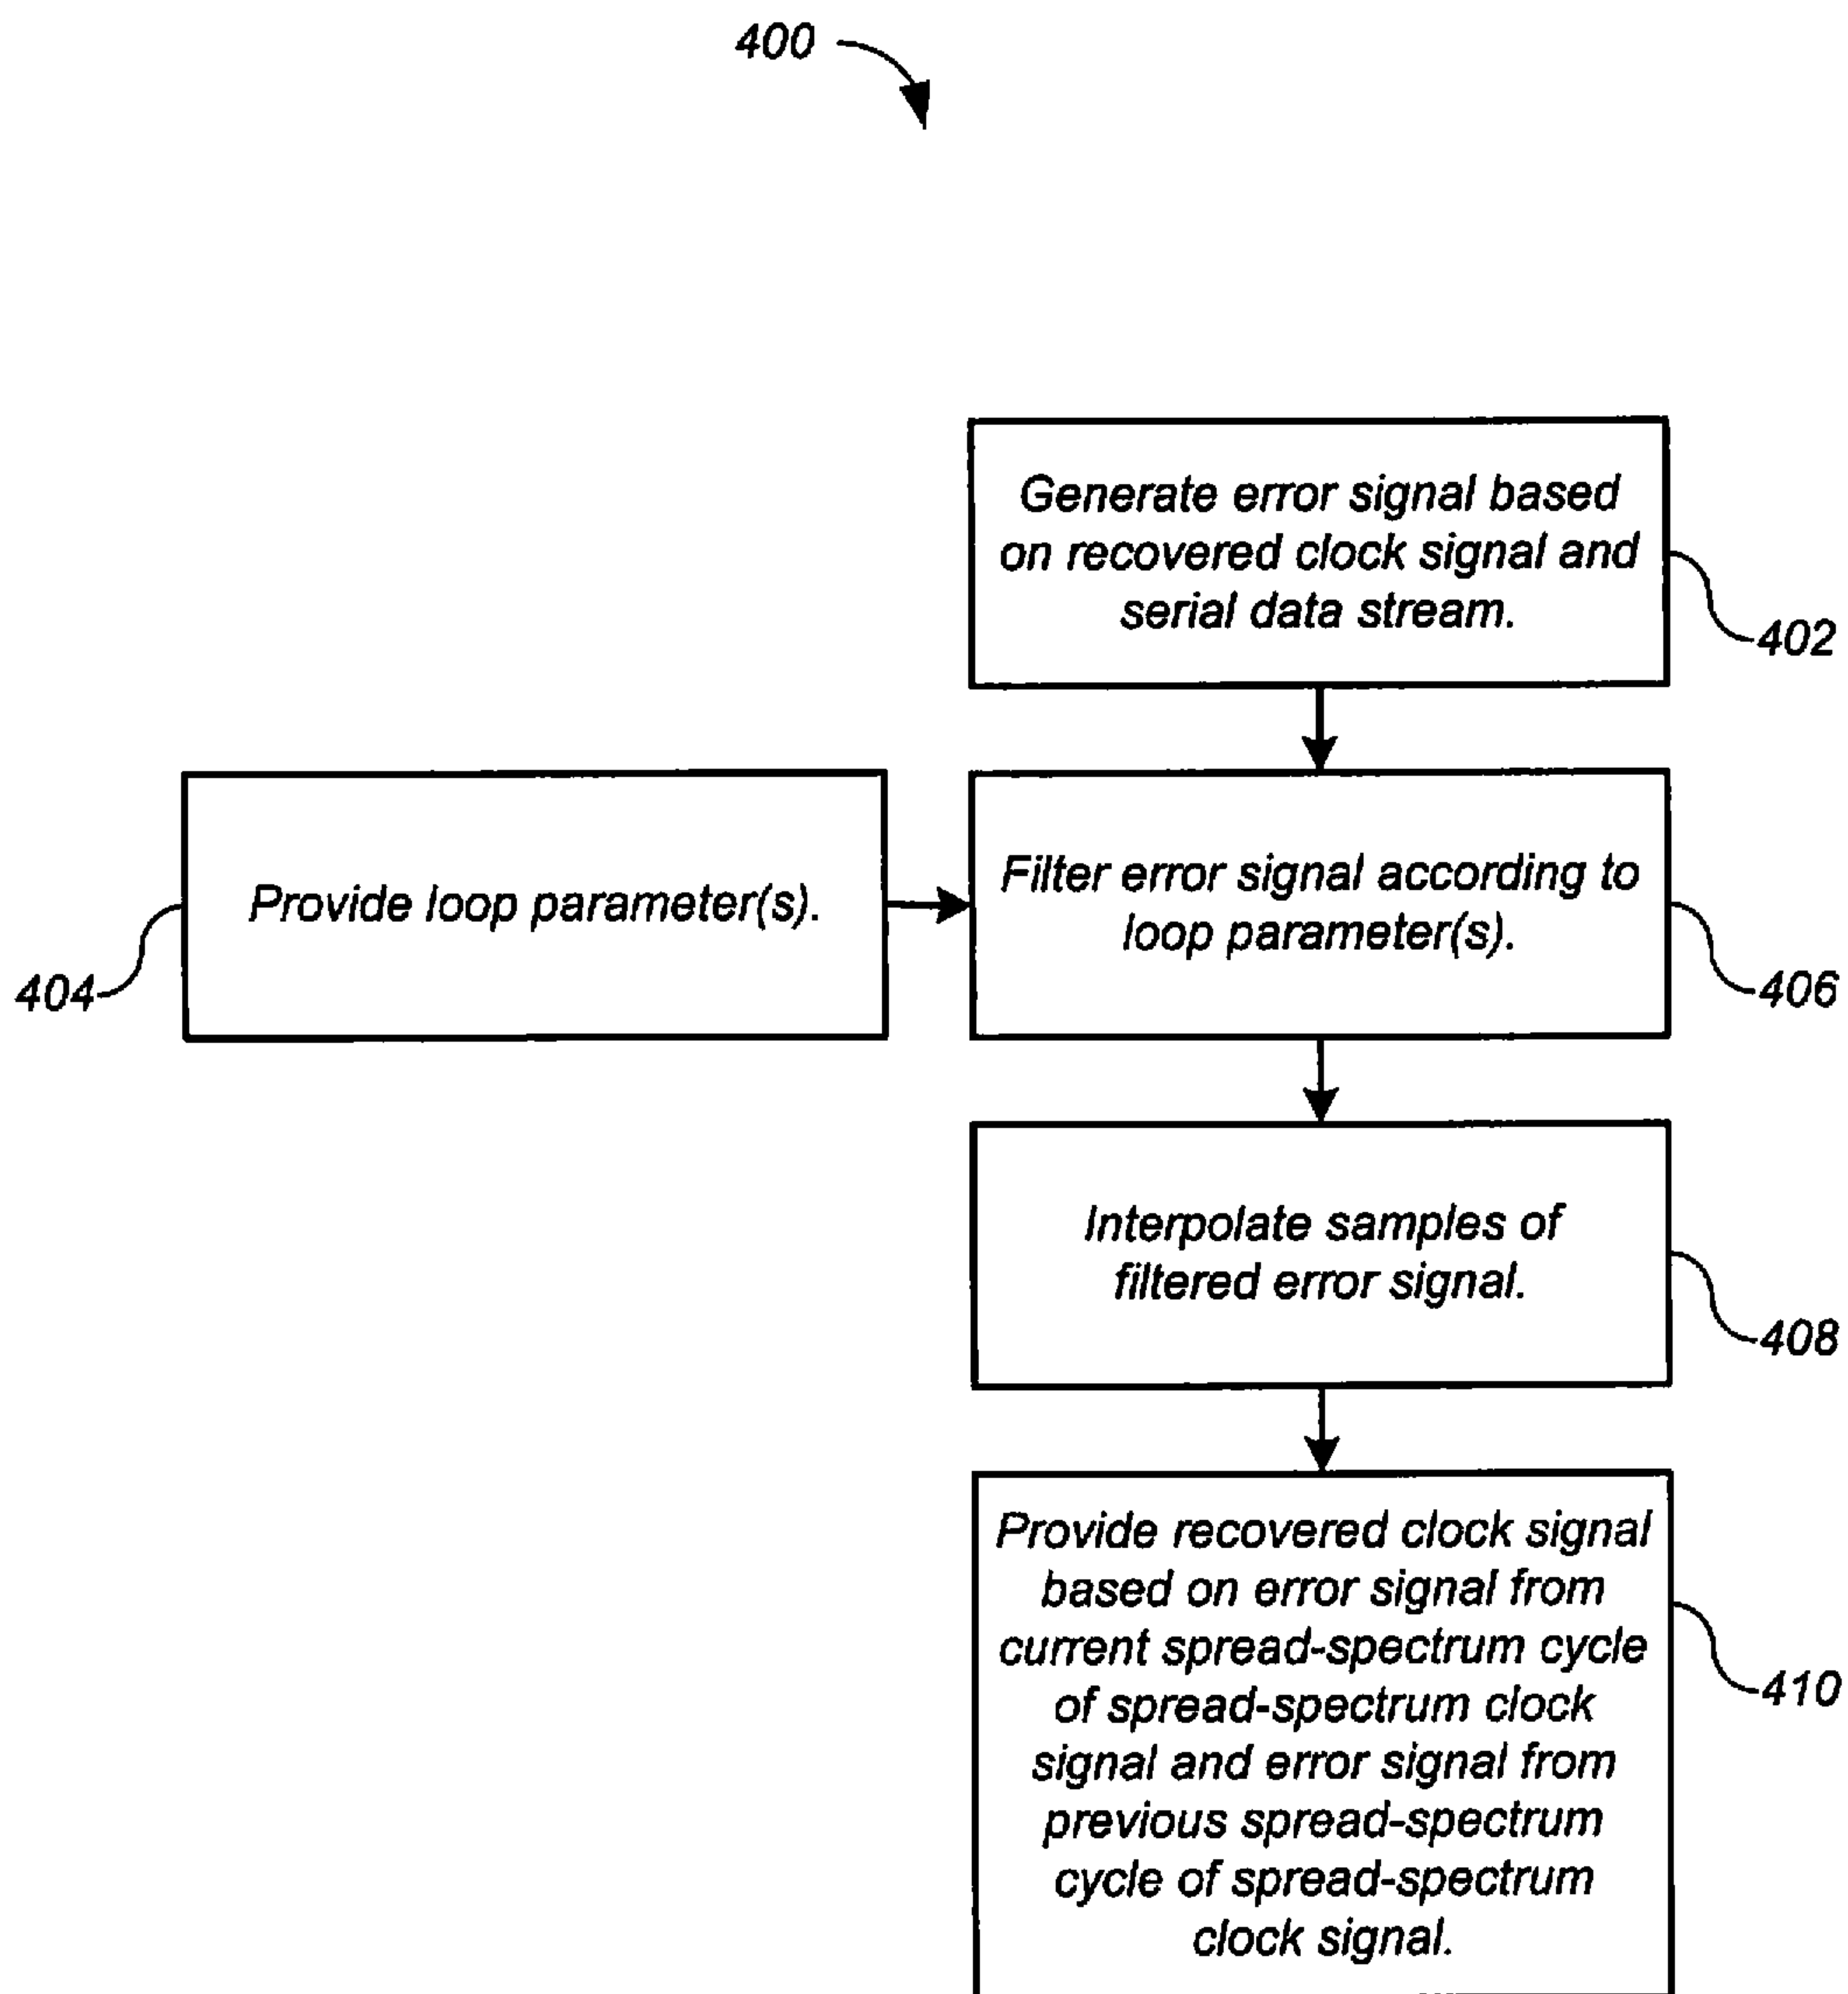 400
Generate error signal based
on recovered clock signal and
serial data stream.
402
Provide loop parameter(s).
404
Filter error signal according to
loop parameter(s).
406
Interpolate samples of
filtered error signal.
408
Provide recovered clock signal
based on error signal from
current spread-spectrum cycle
of spread-spectrum clock
signal and error signal from
previous spread-spectrum
cycle of spread-spectrum
clock signal.
410